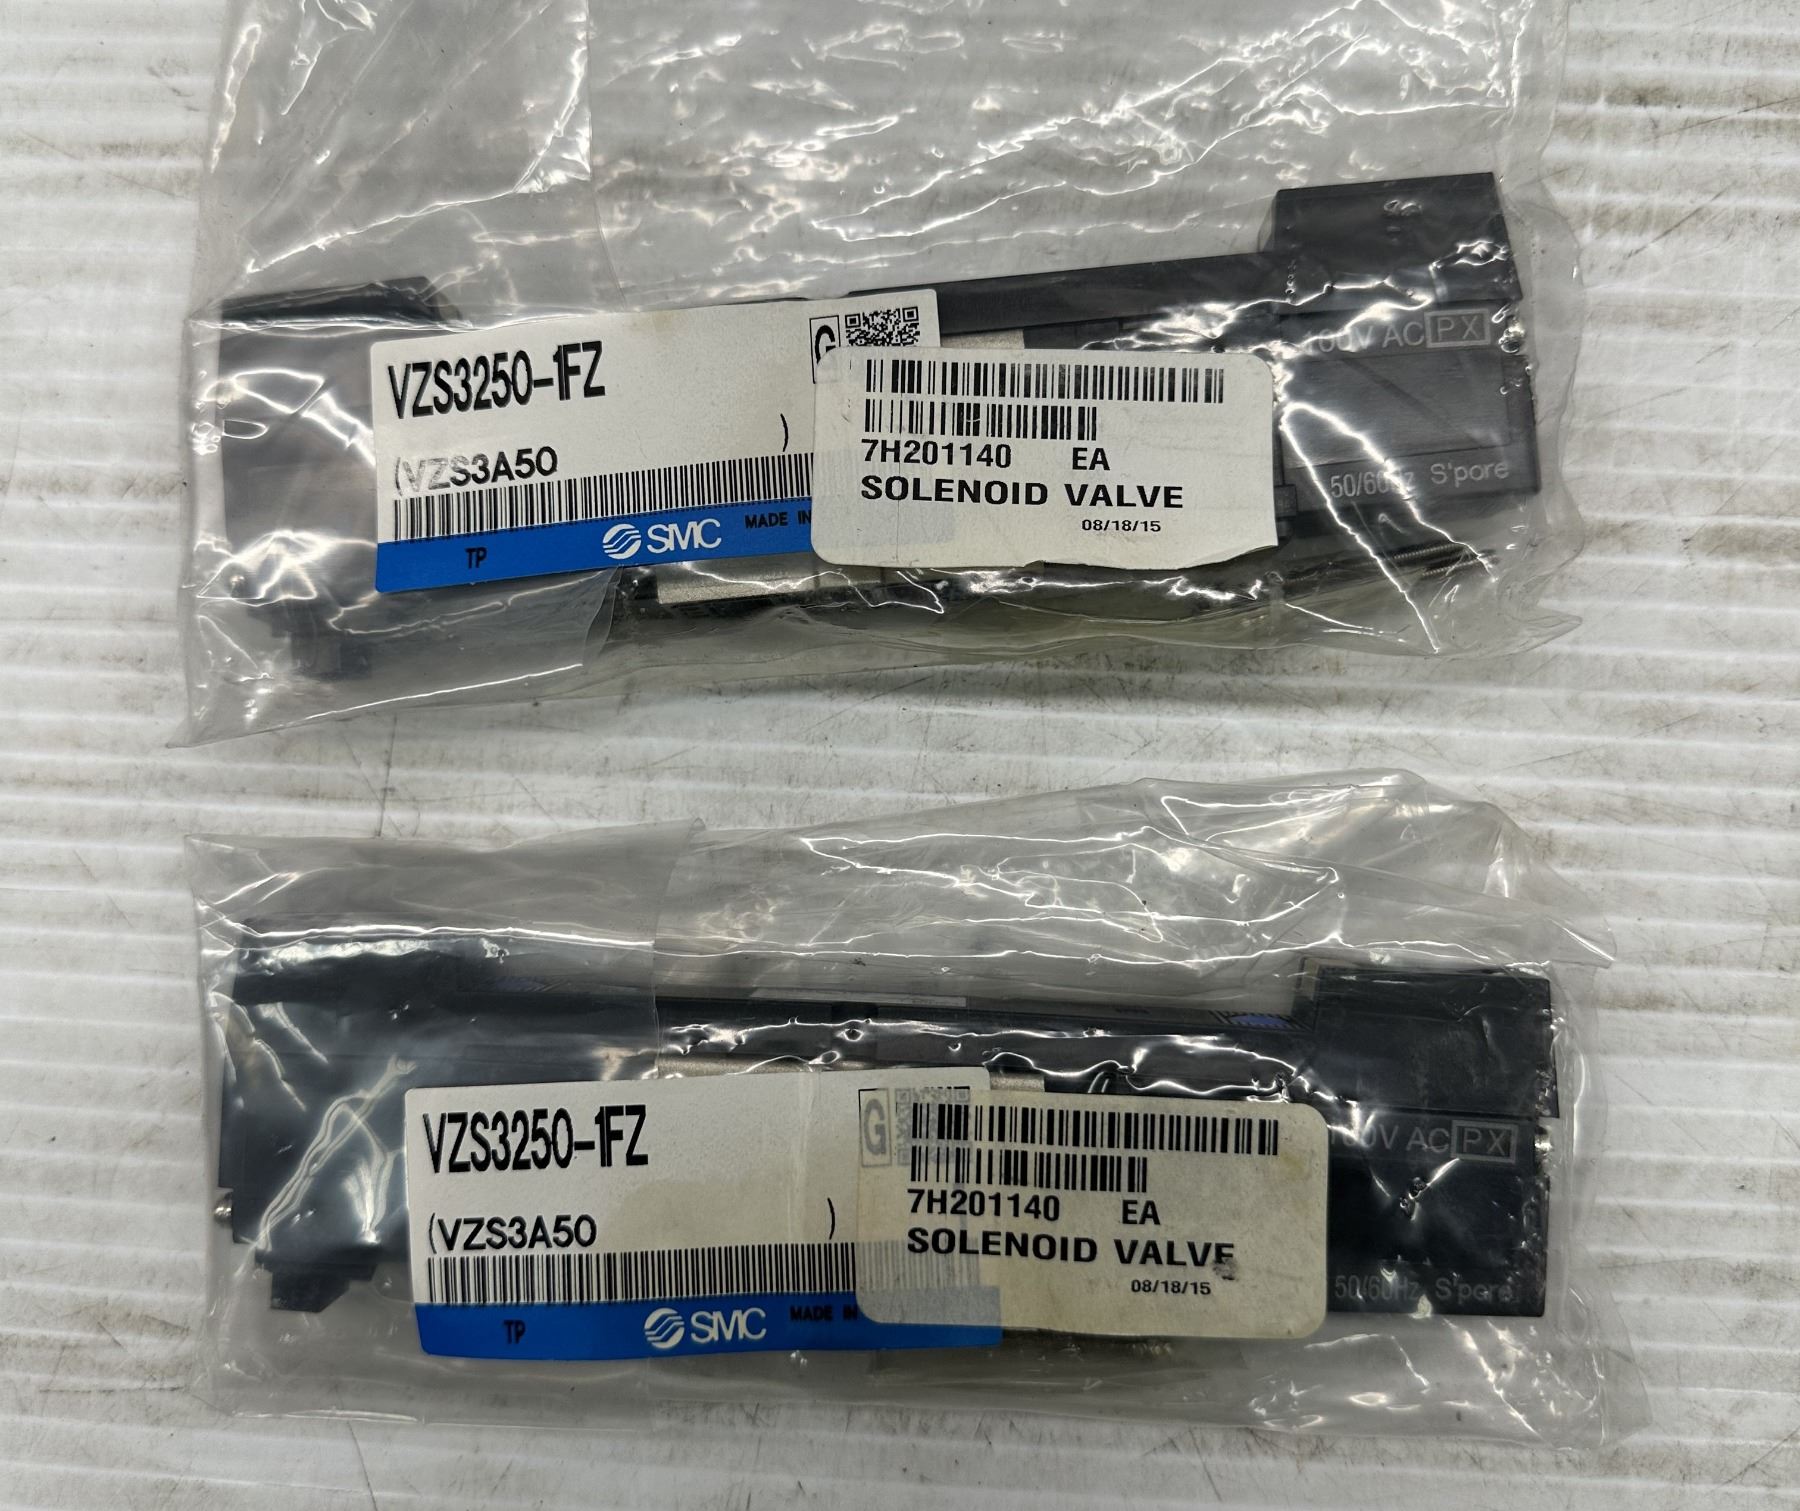 VZS3250-1FZ
G
(VZS3A50 )
TP SMC MADE IN
7H201140 EA
SOLENOID VALVE
08/18/15
100V AC PX
50/60Hz S'pore
VZS3250-1FZ
G
(VZS3A50 )
TP SMC MADE IN
7H201140 EA
SOLENOID VALVE
08/18/15
100V AC PX
50/60Hz S'pore